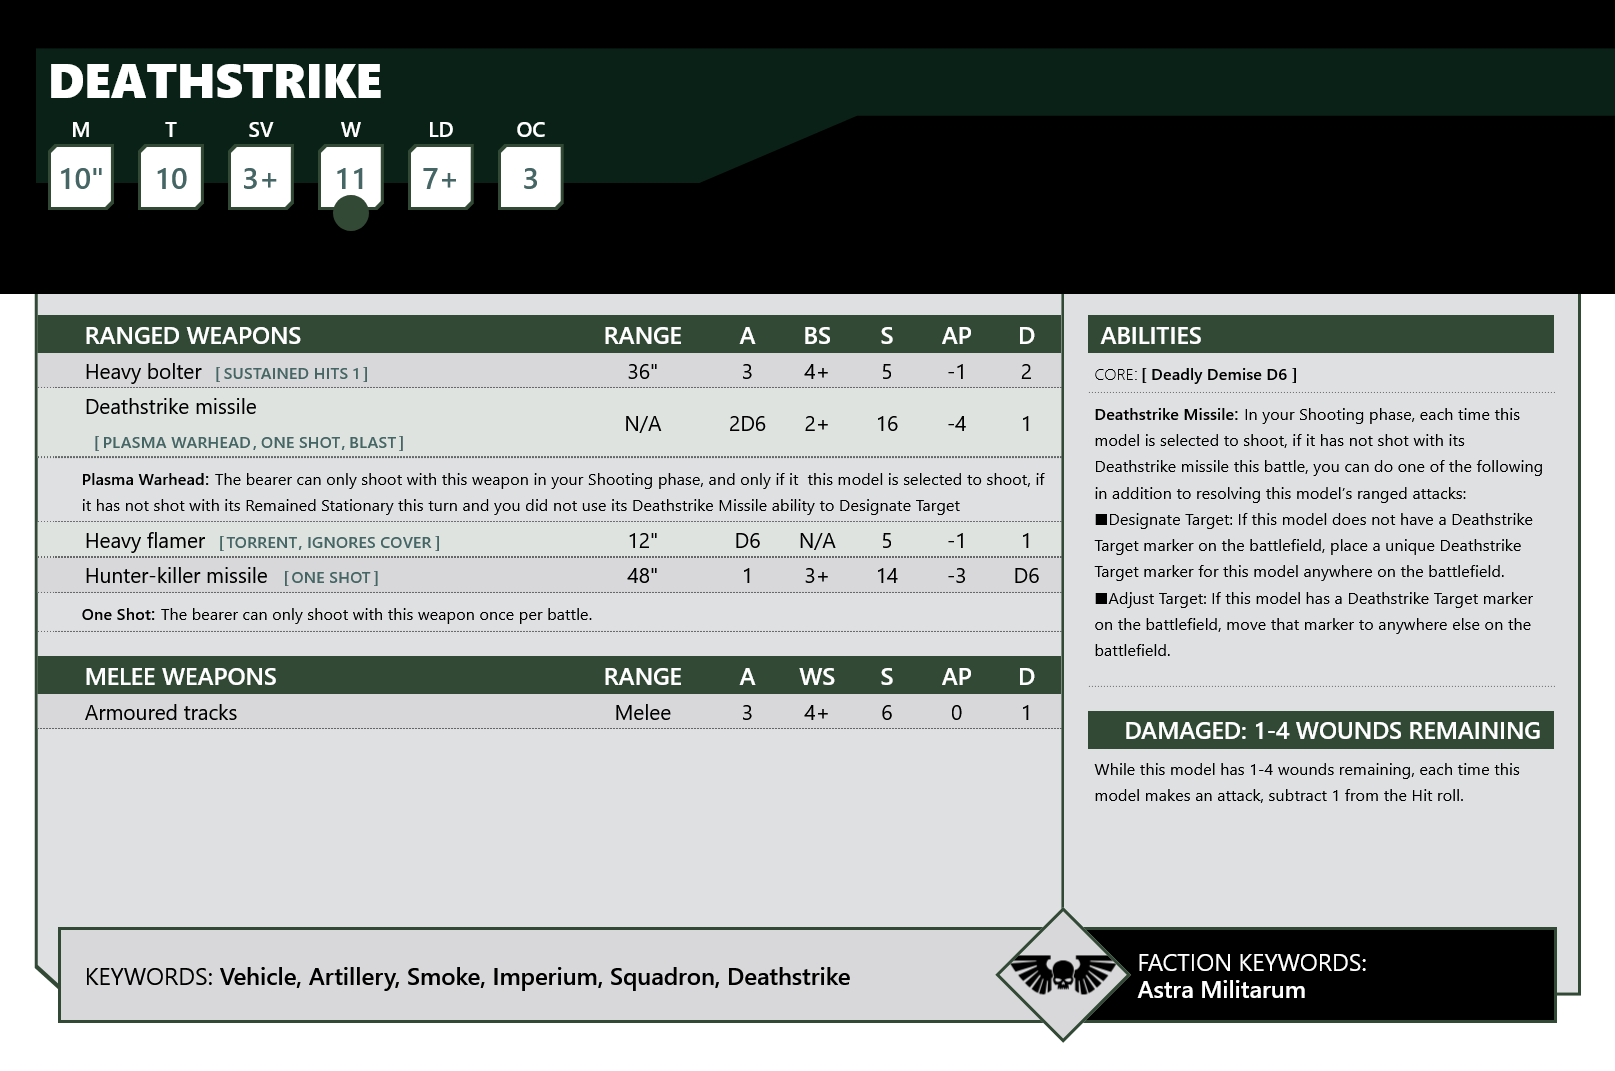 DEATHSTRIKE
M T SV W LD OC
10" 10 3+ 11 7+ 3
RANGED WEAPONS RANGE A BS S AP D
Heavy bolter [ SUSTAINED HITS 1 ] 36" 3 4+ 5 -1 2
Deathstrike missile
[ PLASMA WARHEAD, ONE SHOT, BLAST ] N/A 2D6 2+ 16 -4 1
Plasma Warhead: The bearer can only shoot with this weapon in your Shooting phase, and only if it  this model is selected to shoot, if
it has not shot with its Remained Stationary this turn and you did not use its Deathstrike Missile ability to Designate Target
Heavy flamer [ TORRENT, IGNORES COVER ] 12" D6 N/A 5 -1 1
Hunter-killer missile [ ONE SHOT ] 48" 1 3+ 14 -3 D6
One Shot: The bearer can only shoot with this weapon once per battle.
MELEE WEAPONS RANGE A WS S AP D
Armoured tracks Melee 3 4+ 6 0 1
ABILITIES
CORE: [ Deadly Demise D6 ]
Deathstrike Missile: In your Shooting phase, each time this
model is selected to shoot, if it has not shot with its
Deathstrike missile this battle, you can do one of the following
in addition to resolving this model's ranged attacks:
■Designate Target: If this model does not have a Deathstrike
Target marker on the battlefield, place a unique Deathstrike
Target marker for this model anywhere on the battlefield.
■Adjust Target: If this model has a Deathstrike Target marker
on the battlefield, move that marker to anywhere else on the
battlefield.
DAMAGED: 1-4 WOUNDS REMAINING
While this model has 1-4 wounds remaining, each time this
model makes an attack, subtract 1 from the Hit roll.
KEYWORDS: Vehicle, Artillery, Smoke, Imperium, Squadron, Deathstrike
FACTION KEYWORDS:
Astra Militarum